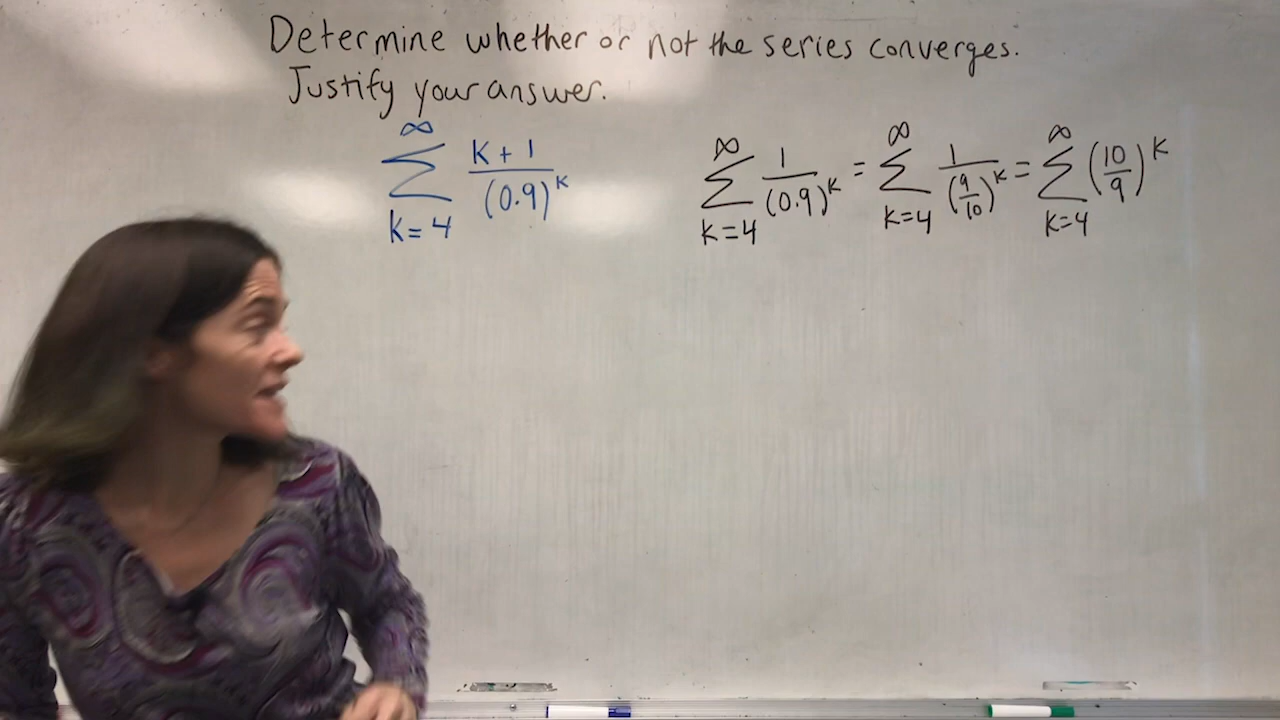 Determine whether or not the series converges.
Justify your answer.
∞ ∑ k=4 K+1/(0.9)^k
∞ ∑ k=4 1/(0.9)^k = ∞ ∑ k=4 1/(9/10)^k = ∞ ∑ k=4 (10/9)^k